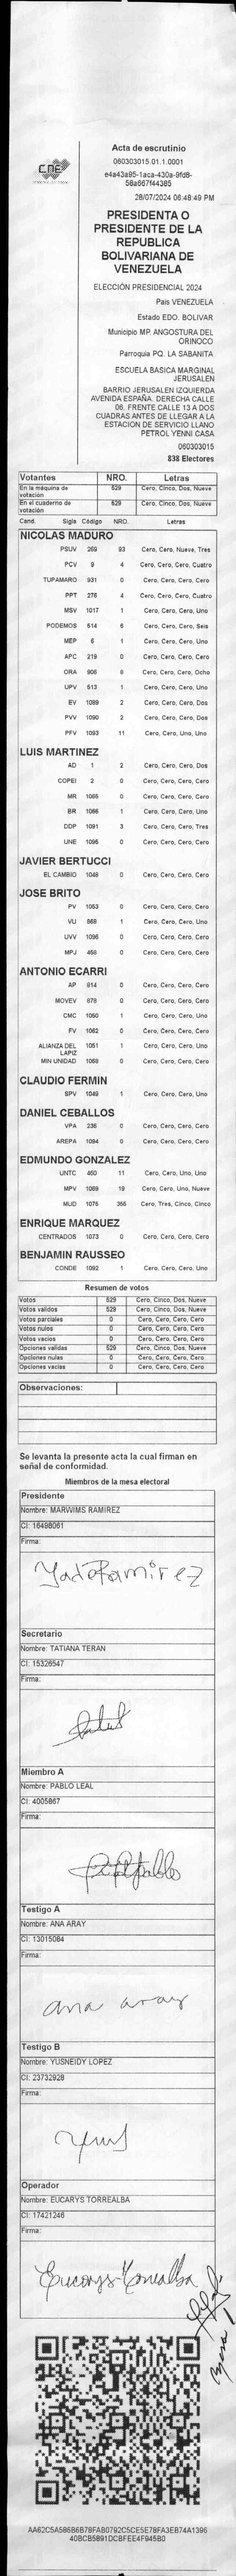 CNE
Acta de escrutinio
060303015.01.1.0001
e4a43a95-1aca-430a-9fd8-
58a667f44385
28/07/2024 06:48:49 PM
PRESIDENTA O
PRESIDENTE DE LA
REPUBLICA
BOLIVARIANA DE
VENEZUELA
ELECCIÓN PRESIDENCIAL 2024
Pais VENEZUELA
Estado EDO. BOLIVAR
Municipio MP. ANGOSTURA DEL
ORINOCO
Parroquia PQ. LA SABANITA
ESCUELA BASICA MARGINAL
JERUSALEN
BARRIO JERUSALEN IZQUIERDA
AVENIDA ESPAÑA. DERECHA CALLE
06. FRENTE CALLE 13 A DOS
CUADRAS ANTES DE LLEGAR A LA
ESTACION DE SERVICIO LLANO
PETROL YENNI CASA
060303015
838 Electores
Votantes NRO. Letras
En la máquina de votación 529 Cero, Cinco, Dos, Nueve
En el cuaderno de votación 529 Cero, Cinco, Dos, Nueve
Cand. Sigla Código NRO. Letras
NICOLAS MADURO
PSUV 269 93 Cero, Cero, Nueve, Tres
PCV 9 4 Cero, Cero, Cero, Cuatro
TUPAMARO 931 0 Cero, Cero, Cero, Cero
PPT 276 4 Cero, Cero, Cero, Cuatro
MSV 1017 1 Cero, Cero, Cero, Uno
PODEMOS 514 6 Cero, Cero, Cero, Seis
MEP 6 1 Cero, Cero, Cero, Uno
APC 219 0 Cero, Cero, Cero, Cero
ORA 906 8 Cero, Cero, Cero, Ocho
UPV 513 1 Cero, Cero, Cero, Uno
EV 1089 2 Cero, Cero, Cero, Dos
PVV 1090 2 Cero, Cero, Cero, Dos
PFV 1093 11 Cero, Cero, Uno, Uno
LUIS MARTINEZ
AD 1 2 Cero, Cero, Cero, Dos
COPEI 2 0 Cero, Cero, Cero, Cero
MR 1065 0 Cero, Cero, Cero, Cero
BR 1066 1 Cero, Cero, Cero, Uno
DDP 1091 3 Cero, Cero, Cero, Tres
UNE 1095 0 Cero, Cero, Cero, Cero
JAVIER BERTUCCI
EL CAMBIO 1048 0 Cero, Cero, Cero, Cero
JOSE BRITO
PV 1053 0 Cero, Cero, Cero, Cero
VU 868 1 Cero, Cero, Cero, Uno
UVV 1096 0 Cero, Cero, Cero, Cero
MPJ 458 0 Cero, Cero, Cero, Cero
ANTONIO ECARRI
AP 914 0 Cero, Cero, Cero, Cero
MOVEV 878 0 Cero, Cero, Cero, Cero
CMC 1050 1 Cero, Cero, Cero, Uno
FV 1062 0 Cero, Cero, Cero, Cero
ALIANZA DEL LAPIZ 1051 1 Cero, Cero, Cero, Uno
MIN UNIDAD 1069 0 Cero, Cero, Cero, Cero
CLAUDIO FERMIN
SPV 1049 1 Cero, Cero, Cero, Uno
DANIEL CEBALLOS
VPA 236 0 Cero, Cero, Cero, Cero
AREPA 1094 0 Cero, Cero, Cero, Cero
EDMUNDO GONZALEZ
UNTC 460 11 Cero, Cero, Uno, Uno
MPV 1089 19 Cero, Cero, Uno, Nueve
MUD 1075 355 Cero, Tres, Cinco, Cinco
ENRIQUE MARQUEZ
CENTRADOS 1073 0 Cero, Cero, Cero, Cero
BENJAMIN RAUSSEO
CONDE 1092 1 Cero, Cero, Cero, Uno
Resumen de votos
Votos 529 Cero, Cinco, Dos, Nueve
Votos validos 529 Cero, Cinco, Dos, Nueve
Votos parciales 0 Cero, Cero, Cero, Cero
Votos nulos 0 Cero, Cero, Cero, Cero
Votos vacios 0 Cero, Cero, Cero, Cero
Opciones validas 529 Cero, Cinco, Dos, Nueve
Opciones nulas 0 Cero, Cero, Cero, Cero
Opciones vacias 0 Cero, Cero, Cero, Cero
Observaciones:
Se levanta la presente acta la cual firman en
señal de conformidad.
Miembros de la mesa electoral
Presidente
Nombre: MARWIMS RAMIREZ
CI: 16498061
Firma:
Secretario
Nombre: TATIANA TERAN
CI: 15326547
Firma:
Miembro A
Nombre: PABLO LEAL
CI: 4005867
Firma:
Testigo A
Nombre: ANA ARAY
CI: 13015084
Firma:
ana aray
Testigo B
Nombre: YUSNEIDY LOPEZ
CI: 23732928
Firma:
Operador
Nombre: EUCARYS TORREALBA
CI: 17421246
Firma:
Eucarys Torrealba
AA62C5A586B6B78FAB0792C5CE5E78FA3EB74A1396
40BCB5891DCBFEE4F945B0